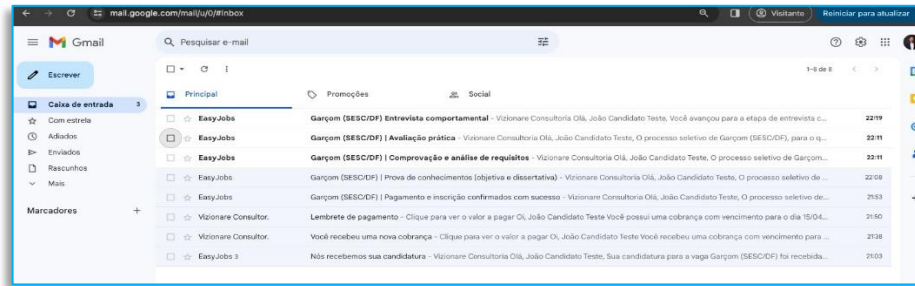 mail.google.com/mail/u/0/#inbox
Visitante
Reiniciar para atualizar
Gmail
Pesquisar e-mail
Escrever
1–8 de 8
Caixa de entrada 3
Com estrela
Adiados
Enviados
Rascunhos
Mais
Marcadores
Principal Promoções Social
EasyJobs Garçom (SESC/DF) Entrevista comportamental - Vizionare Consultoria Olá, João Candidato Teste, Você avançou para a etapa de entrevista c... 22:19
EasyJobs Garçom (SESC/DF) | Avaliação prática - Vizionare Consultoria Olá, João Candidato Teste, O processo seletivo de Garçom (SESC/DF), para o q... 22:11
EasyJobs Garçom (SESC/DF) | Comprovação e análise de requisitos - Vizionare Consultoria Olá, João Candidato Teste, O processo seletivo de Garçom... 22:11
EasyJobs Garçom (SESC/DF) | Prova de conhecimentos (objetiva e dissertativa) - Vizionare Consultoria Olá, João Candidato Teste, O processo seletivo de ... 22:08
EasyJobs Garçom (SESC/DF) | Pagamento e inscrição confirmados com sucesso - Vizionare Consultoria Olá, João Candidato Teste, O processo seletivo de... 21:53
Vizionare Consultor. Lembrete de pagamento - Clique para ver o valor a pagar Oi, João Candidato Teste Você possui uma cobrança com vencimento para o dia 15/04... 21:50
Vizionare Consultor. Você recebeu uma nova cobrança - Clique para ver o valor a pagar Oi, João Candidato Teste Você recebeu uma cobrança com vencimento para ... 21:38
EasyJobs 3 Nós recebemos sua candidatura - Vizionare Consultoria Olá, João Candidato Teste, Sua candidatura para a vaga Garçom (SESC/DF) foi recebida... 21:03